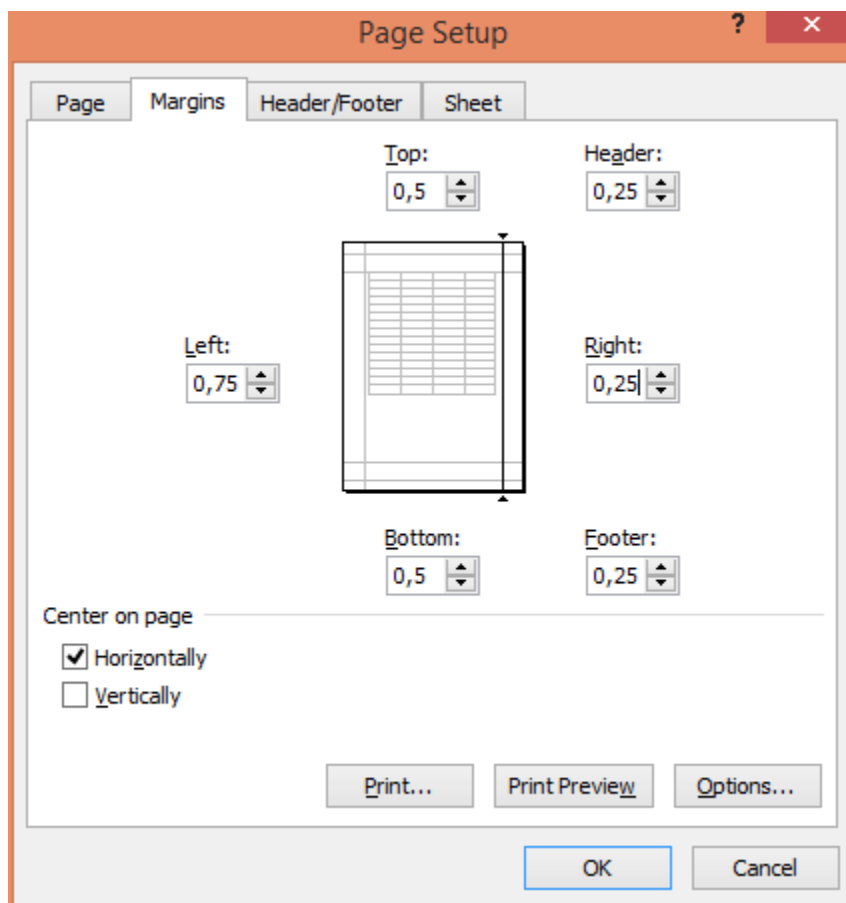 Page Setup ? ×
Page Margins Header/Footer Sheet
Top: Header:
0,5 0,25
Left: Right:
0,75 0,25
Bottom: Footer:
0,5 0,25
Center on page
Horizontally
Vertically
Print... Print Preview Options...
OK Cancel